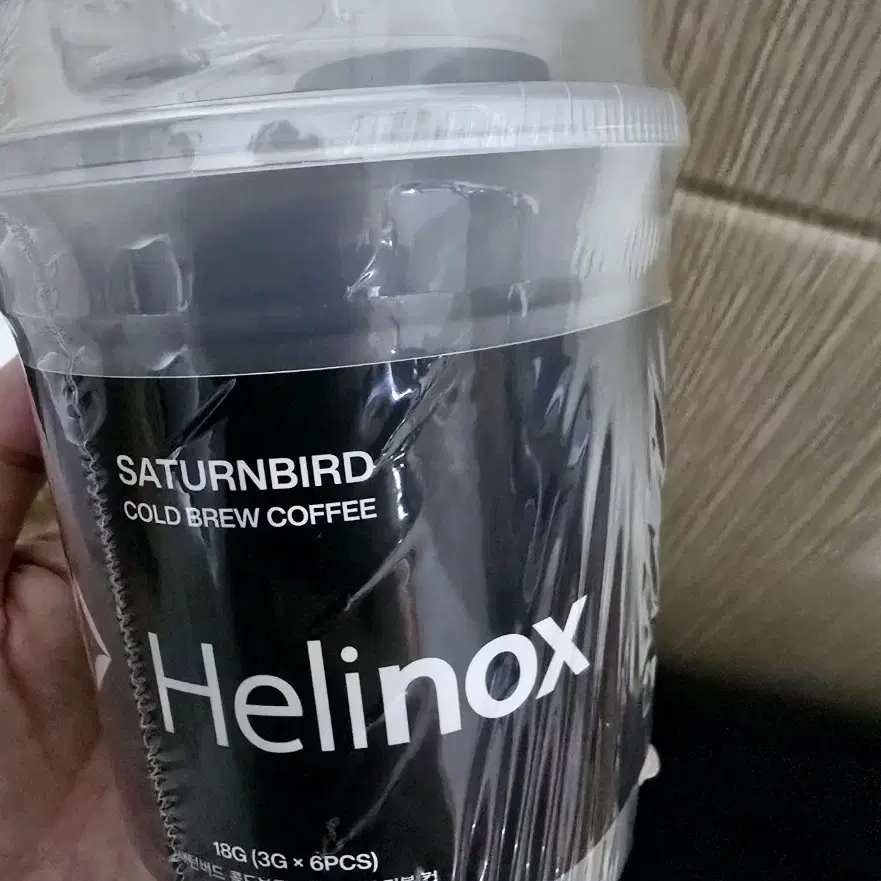 SATURNBIRD
COLD BREW COFFEE
Helinox
18G (3G × 6PCS)